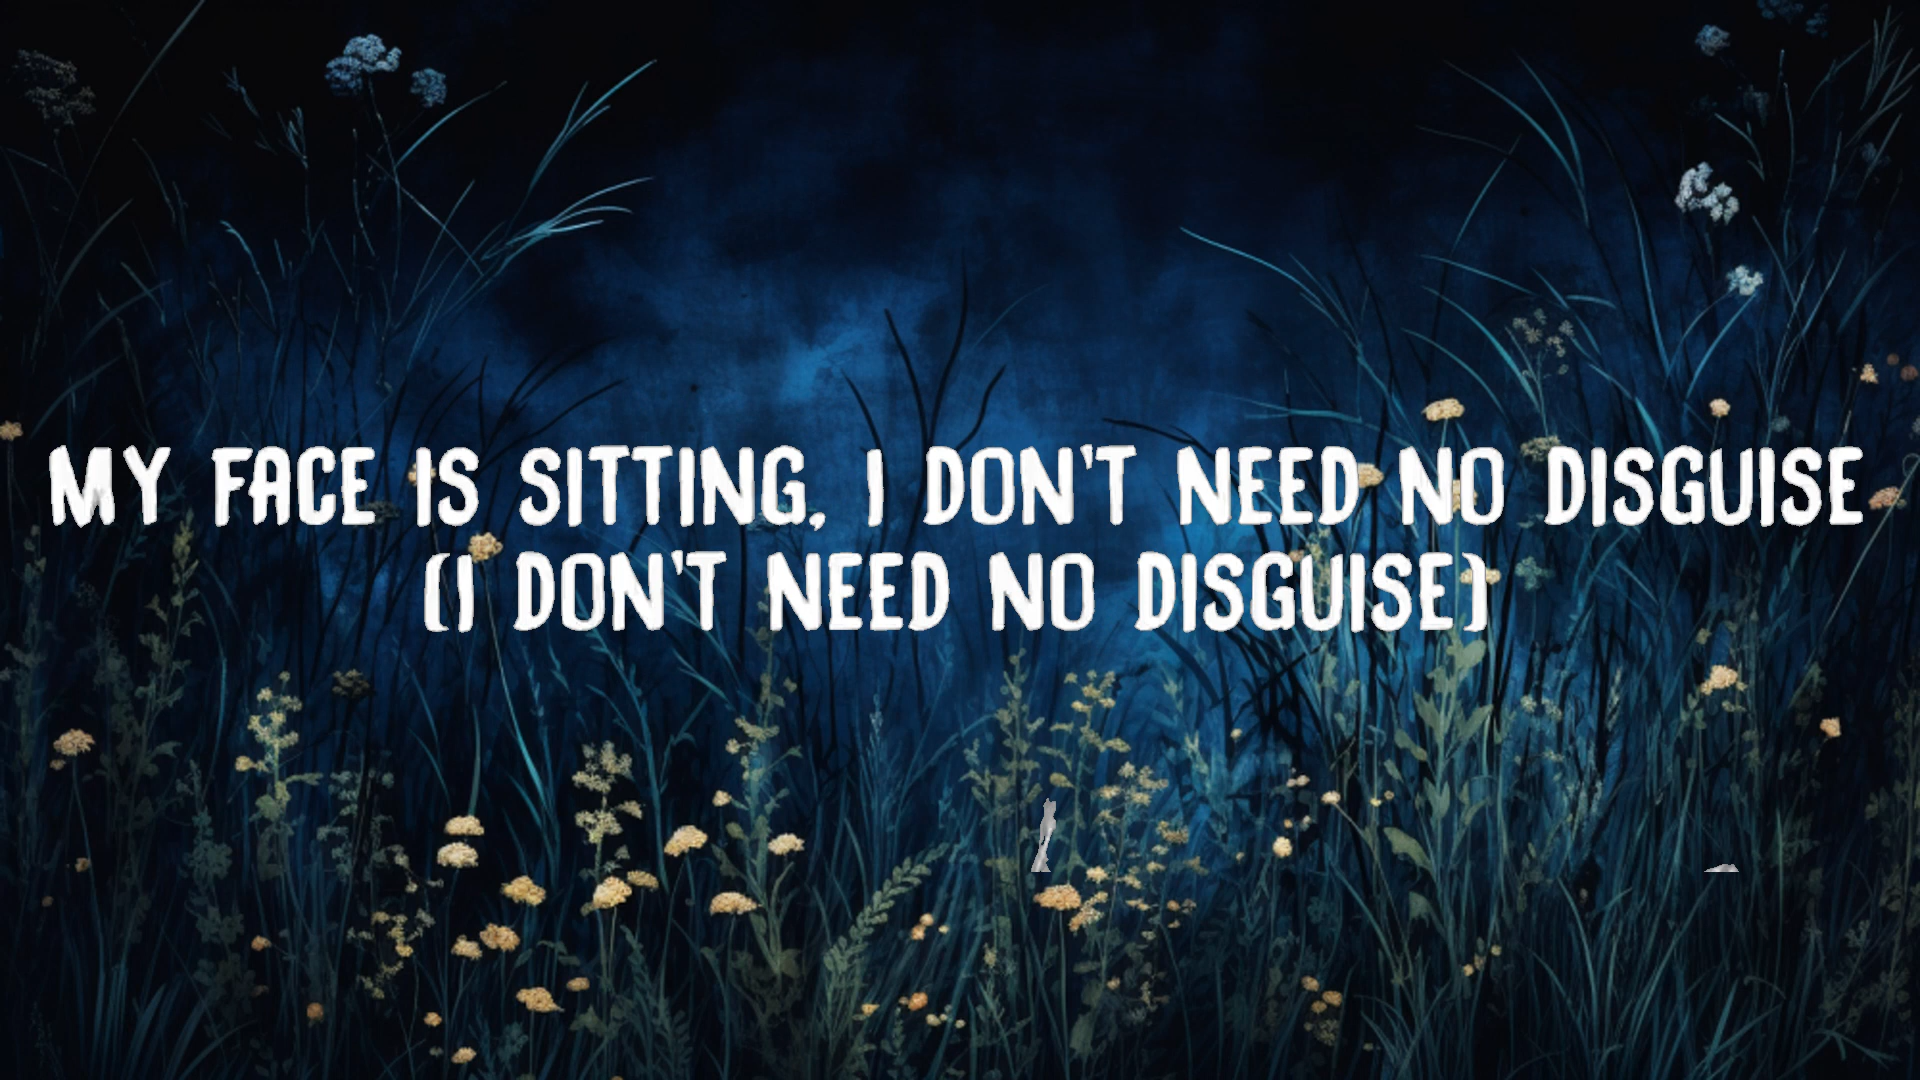 MY FACE IS SITTING, I DON'T NEED NO DISGUISE
(I DON'T NEED NO DISGUISE)